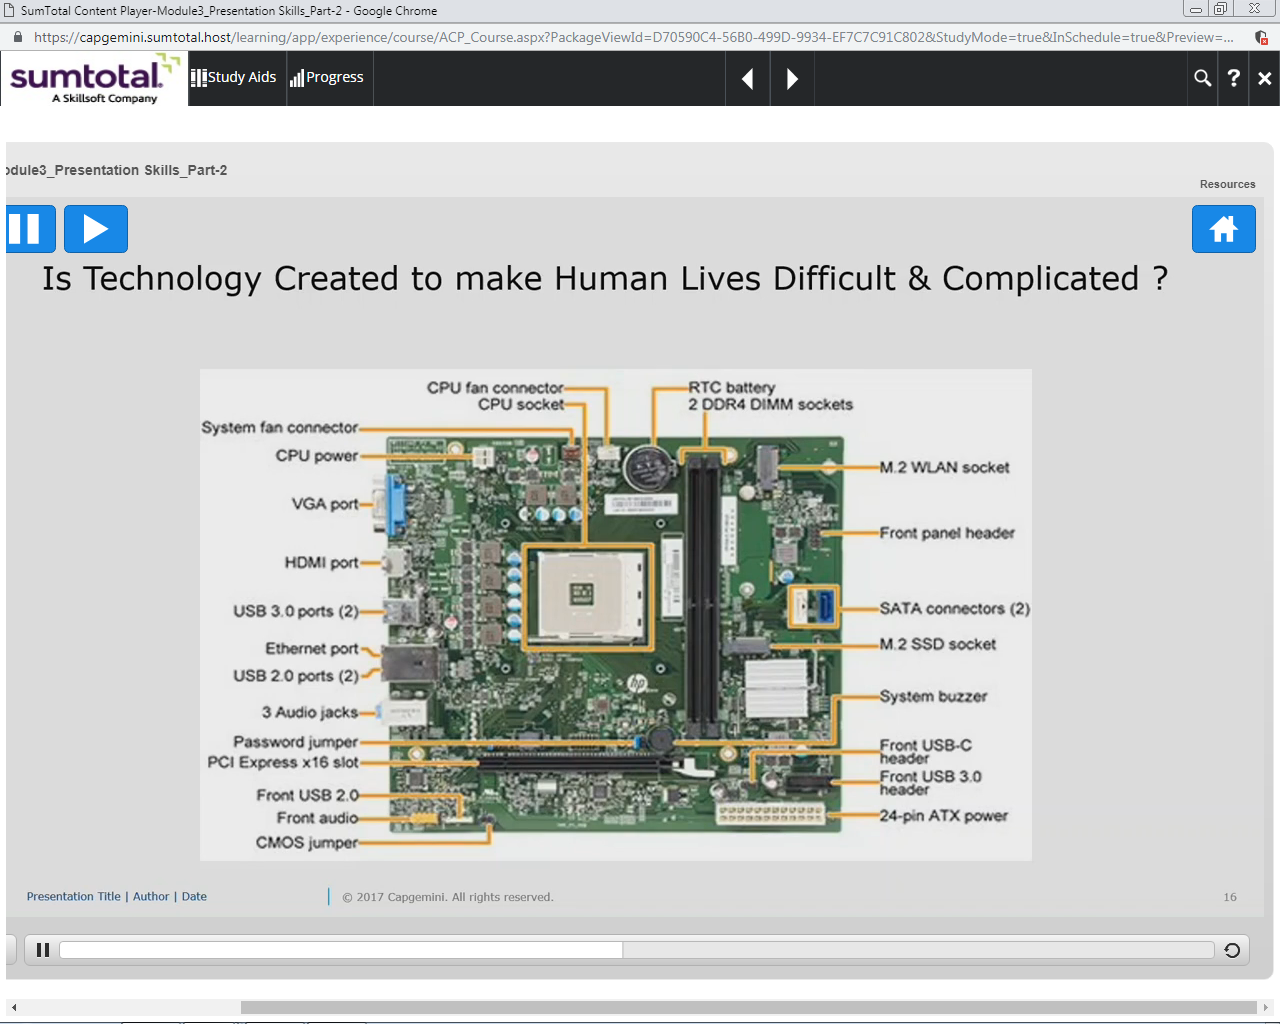 SumTotal Content Player-Module3_Presentation Skills_Part-2 - Google Chrome
https://capgemini.sumtotal.host/learning/app/experience/course/ACP_Course.aspx?PackageViewId=D70590C4-56B0-499D-9934-EF7C7C91C802&StudyMode=true&InSchedule=true&Preview=...
sumtotal.
A Skillsoft Company
Study Aids
Progress
?
odule3_Presentation Skills_Part-2
Resources
Is Technology Created to make Human Lives Difficult & Complicated ?
CPU fan connector
CPU socket
RTC battery
2 DDR4 DIMM sockets
System fan connector
CPU power
VGA port
HDMI port
USB 3.0 ports (2)
Ethernet port
USB 2.0 ports (2)
3 Audio jacks
Password jumper
PCI Express x16 slot
Front USB 2.0
Front audio
CMOS jumper
M.2 WLAN socket
Front panel header
SATA connectors (2)
M.2 SSD socket
System buzzer
Front USB-C
header
Front USB 3.0
header
24-pin ATX power
hp
Presentation Title | Author | Date
© 2017 Capgemini. All rights reserved.
16